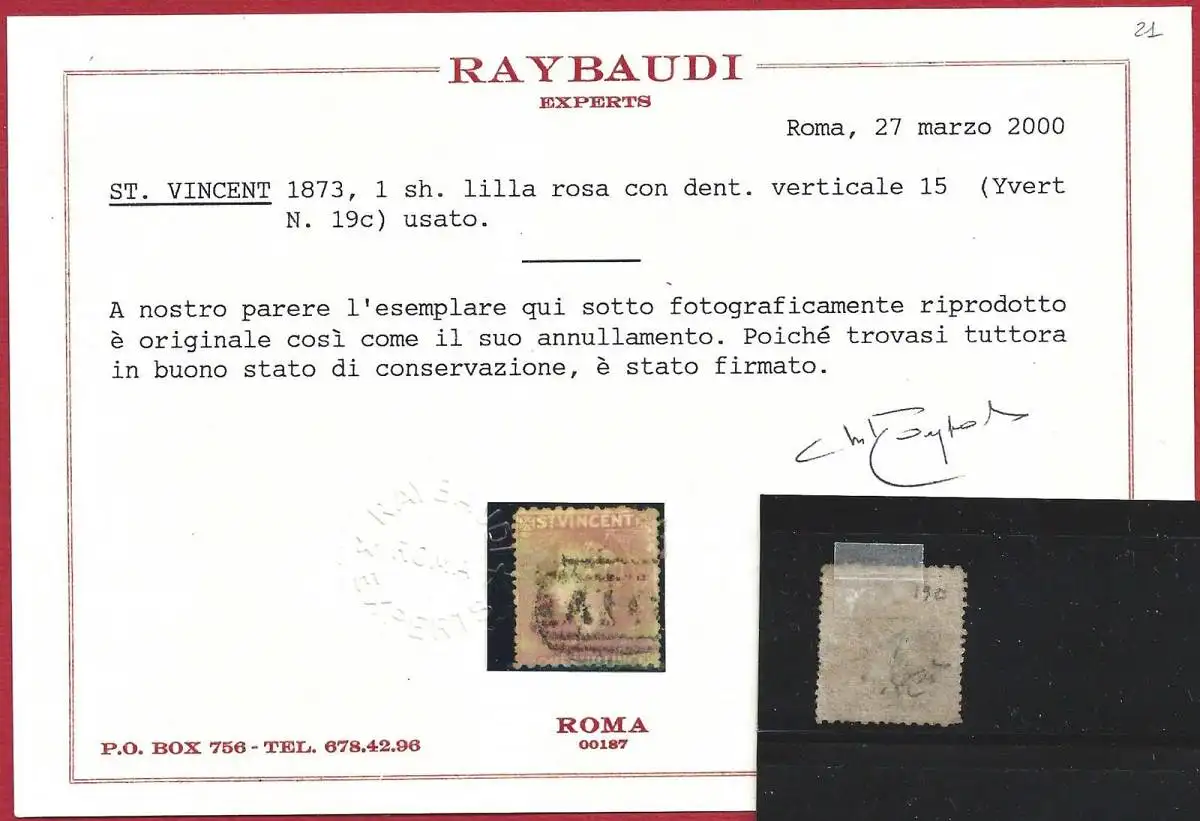 21
RAYBAUDI
EXPERTS
Roma, 27 marzo 2000
ST. VINCENT 1873, 1 sh. lilla rosa con dent. verticale 15 (Yvert
N. 19c) usato.
A nostro parere l'esemplare qui sotto fotograficamente riprodotto
è originale così come il suo annullamento. Poiché trovasi tuttora
in buono stato di conservazione, è stato firmato.
ST VINCENT
19c
ROMA
00187
P.O. BOX 756 - TEL. 678.42.96